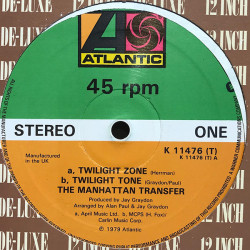 DE-LUXE
12 INCH
ATLANTIC
45 rpm
STEREO
ONE
Manufactured
in the UK
K 11476 (T)
K 11476 (T) A
a, TWILIGHT ZONE (Herrman)
b, TWILIGHT TONE (Graydon/Paul)
THE MANHATTAN TRANSFER
Produced by Jay Graydon
Arranged by Alan Paul & Jay Graydon
a, April Music Ltd. b, MCPS (H. Fox)/
Carlin Music Corp.
℗ 1979 Atlantic